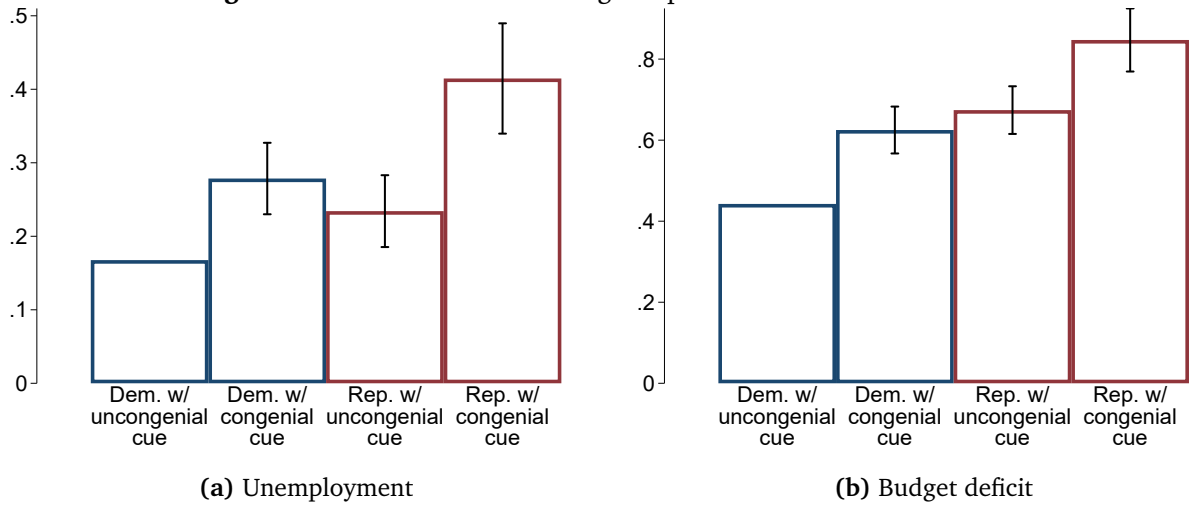 .5
.4
.3
.2
.1
0
Dem. w/ uncongenial cue
Dem. w/ congenial cue
Rep. w/ uncongenial cue
Rep. w/ congenial cue
(a) Unemployment
.8
.6
.4
.2
0
Dem. w/ uncongenial cue
Dem. w/ congenial cue
Rep. w/ uncongenial cue
Rep. w/ congenial cue
(b) Budget deficit